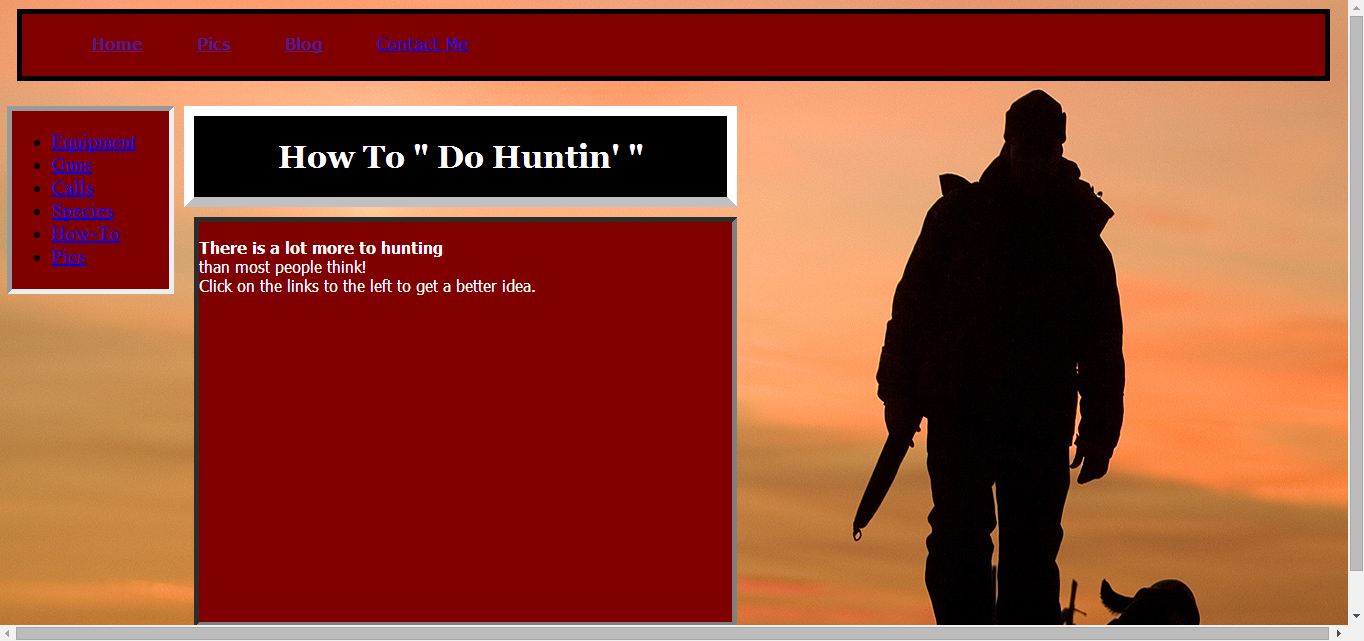 Home Pics Blog Contact Me
Equipment
Guns
Calls
Species
How-To
Pics
How To " Do Huntin' "
There is a lot more to hunting
than most people think!
Click on the links to the left to get a better idea.